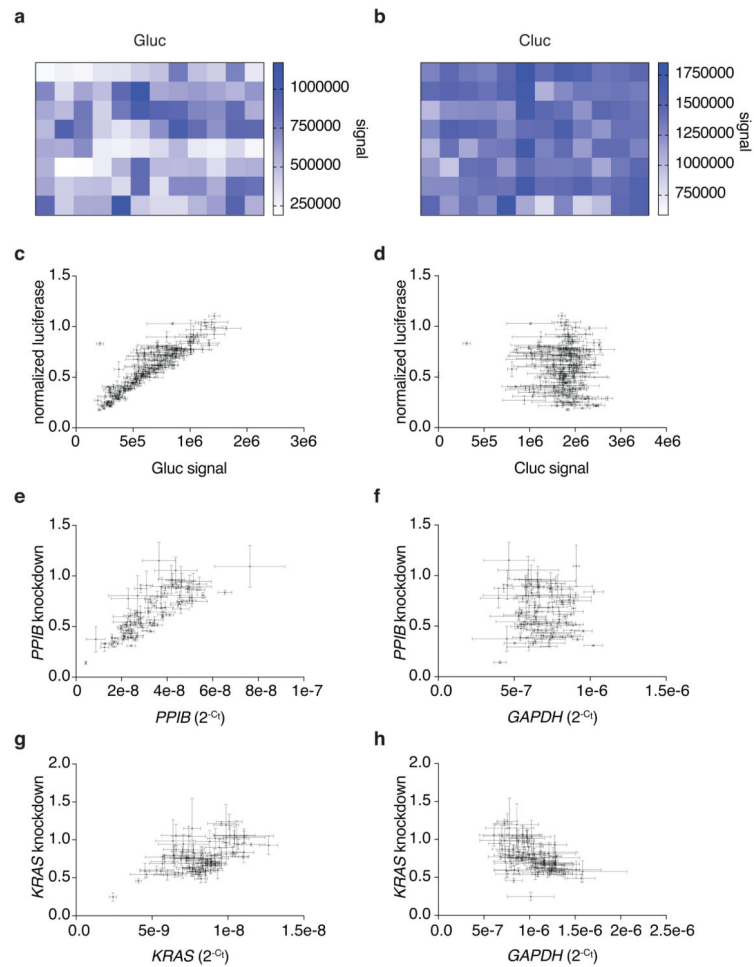 a
b
Gluc
Cluc
1000000
750000
500000
250000
signal
1750000
1500000
1250000
1000000
750000
signal
c
d
normalized luciferase
1.5
1.0
0.5
0.0
0
5e5
1e6
2e6
3e6
Gluc signal
normalized luciferase
1.5
1.0
0.5
0.0
0
5e5
1e6
2e6
3e6
4e6
Cluc signal
e
f
PPIB knockdown
1.5
1.0
0.5
0.0
2e-8
4e-8
6e-8
8e-8
1e-7
PPIB (2^-Ct)
PPIB knockdown
1.5
1.0
0.5
0.0
5e-7
1e-6
1.5e-6
GAPDH (2^-Ct)
g
h
KRAS knockdown
2.0
1.5
1.0
0.5
0.0
5e-9
1e-8
1.5e-8
KRAS (2^-Ct)
KRAS knockdown
2.0
1.5
1.0
0.5
0.0
5e-7
1e-6
1.5e-6
2e-6
2.5e-6
GAPDH (2^-Ct)